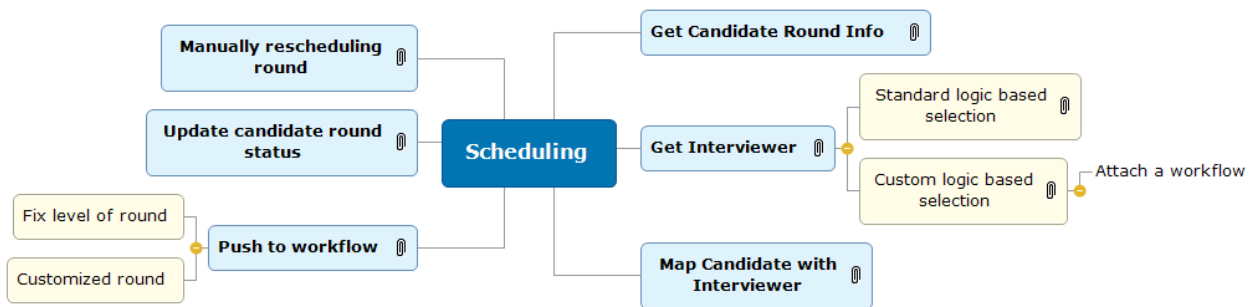 Manually rescheduling
round
Update candidate round
status
Push to workflow
Fix level of round
Customized round
Scheduling
Get Candidate Round Info
Get Interviewer
Standard logic based
selection
Custom logic based
selection
Attach a workflow
Map Candidate with
Interviewer